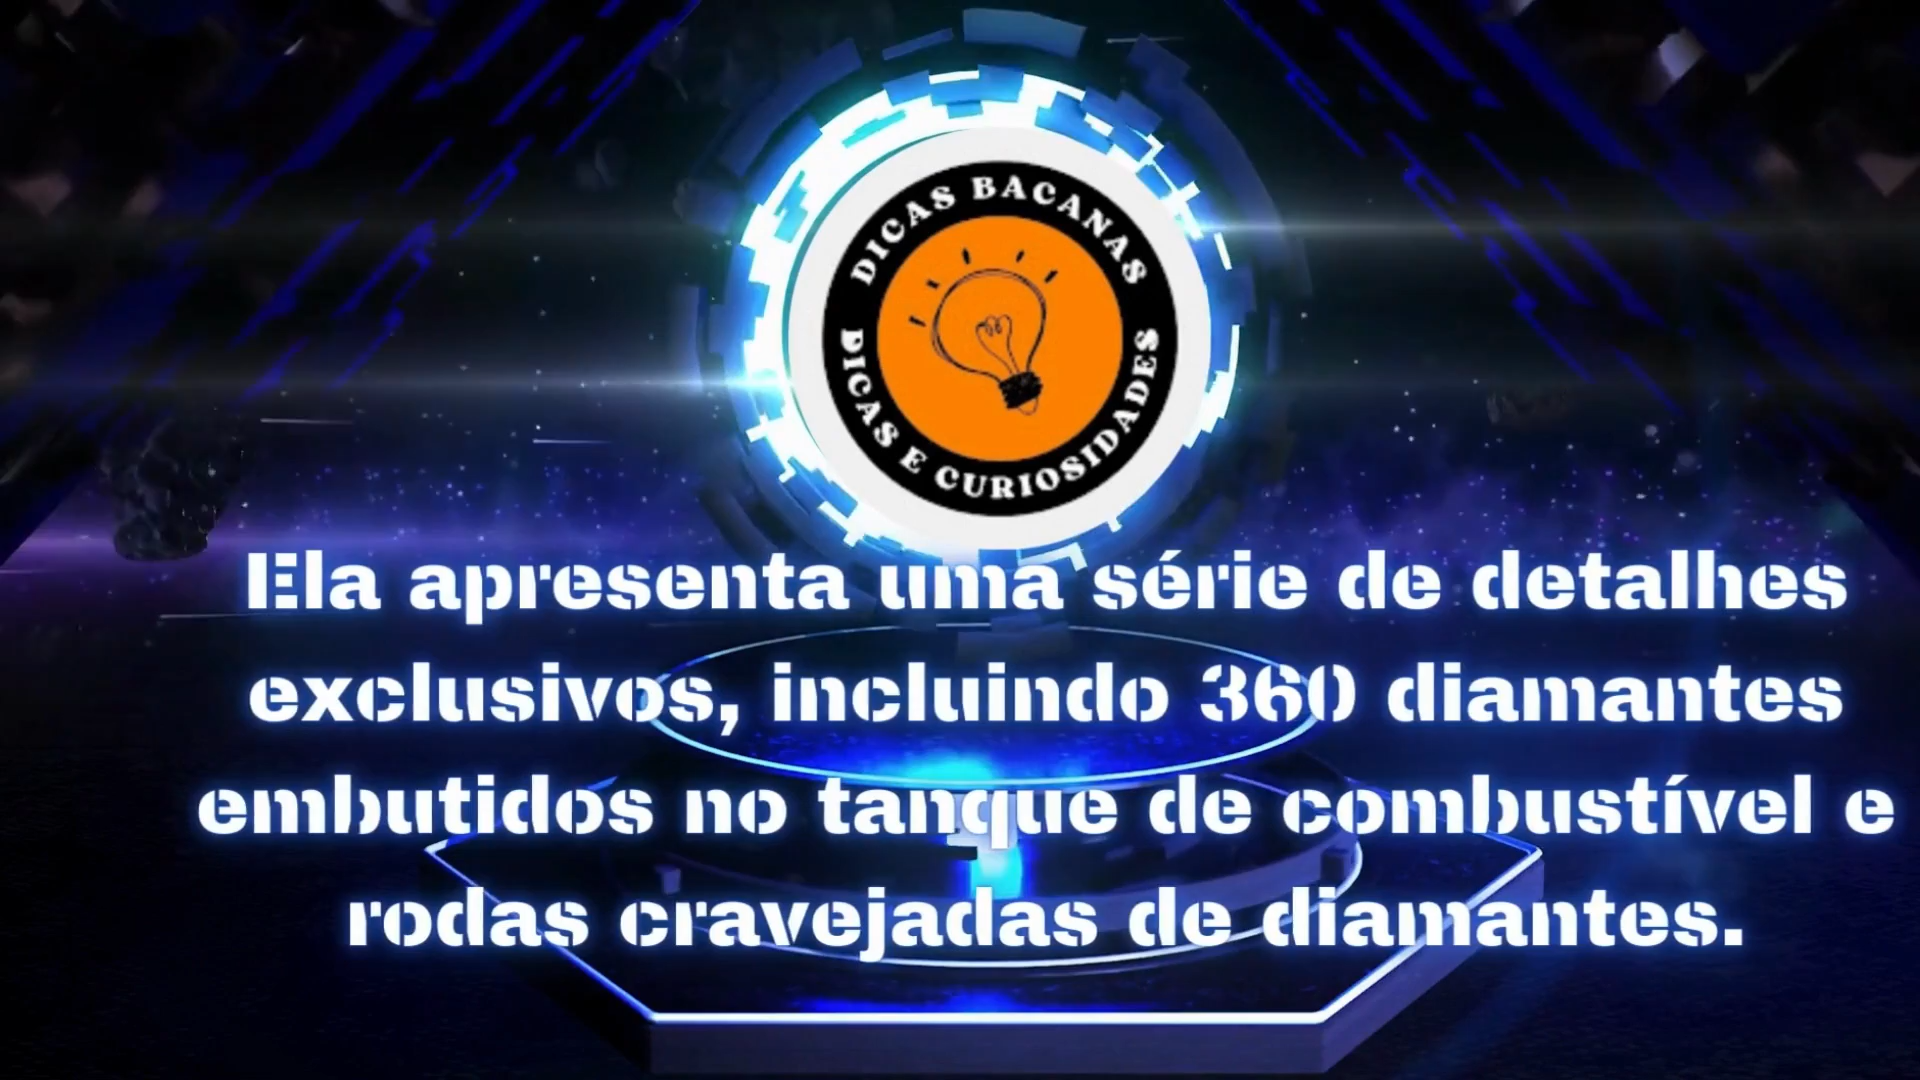 DICAS BACANAS
DICAS E CURIOSIDADES
Ela apresenta uma série de detalhes
exclusivos, incluindo 360 diamantes
embutidos no tanque de combustível e
rodas cravejadas de diamantes.